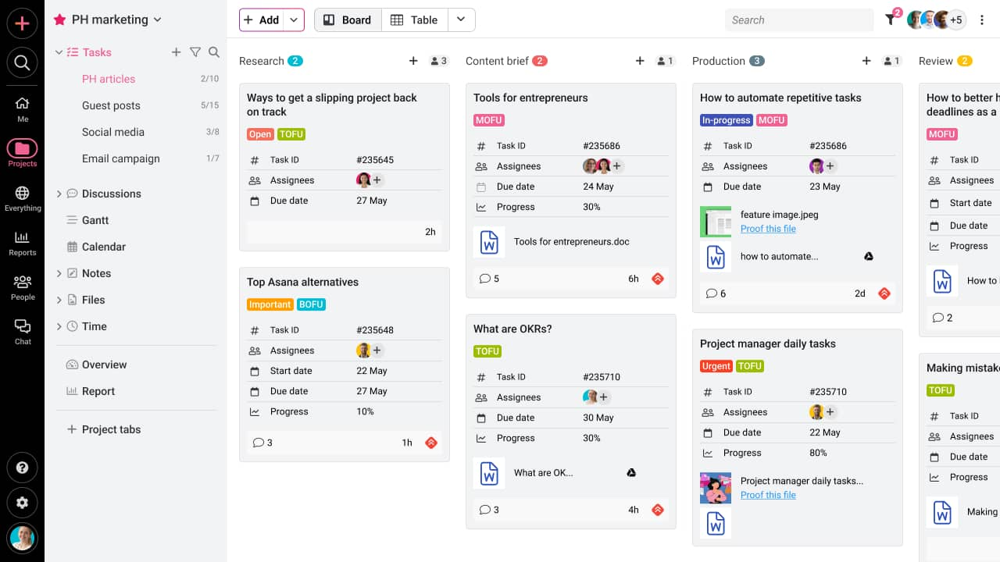 PH marketing
Add
Board
Table
Search
2
+5
Me
Projects
Everything
Reports
People
Chat
Tasks
PH articles 2/10
Guest posts 5/15
Social media 3/8
Email campaign 1/7
Discussions
Gantt
Calendar
Notes
Files
Time
Overview
Report
+ Project tabs
Research 2 + 3
Ways to get a slipping project back
on track
Open TOFU
# Task ID #235645
Assignees +
Due date 27 May
2h
Top Asana alternatives
Important BOFU
# Task ID #235648
Assignees +
Start date 22 May
Due date 27 May
Progress 10%
3 1h
Content brief 2 + 1
Tools for entrepreneurs
MOFU
# Task ID #235686
Assignees +
Due date 24 May
Progress 30%
W Tools for entrepreneurs.doc
5 6h
What are OKRs?
TOFU
# Task ID #235710
Assignees +
Due date 30 May
Progress 30%
W What are OK...
3 4h
Production 3 + 1
How to automate repetitive tasks
In-progress MOFU
# Task ID #235686
Assignees +
Due date 23 May
feature image.jpeg
Proof this file
W how to automate...
6 2d
Project manager daily tasks
Urgent TOFU
# Task ID #235710
Assignees +
Due date 22 May
Progress 80%
Project manager daily tasks...
Proof this file
W
Review 2
How to better h
deadlines as a
MOFU
# Task ID
Assignees
Start date
Due date
Progress
W How to
2
Making mistake
TOFU
# Task ID
Assignees
Due date
Progress
W Making